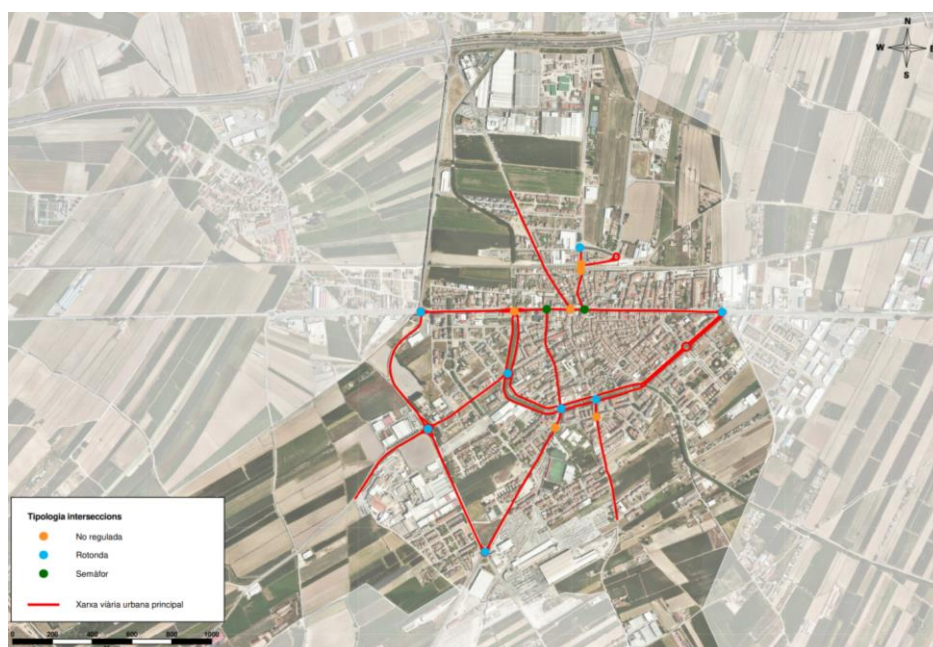 N
W E
S
Tipologia interseccions
No regulada
Rotonda
Semàfor
Xarxa viària urbana principal
0 200 400 600 800 1000